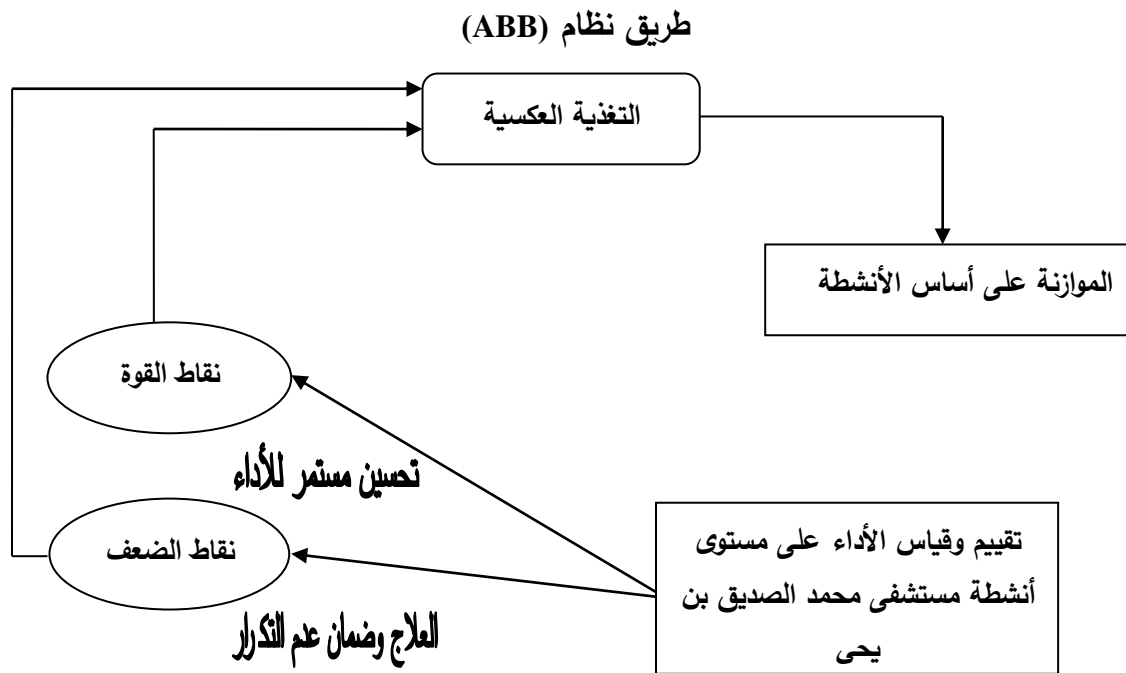 طريق نظام (ABB)
التغذية العكسية
الموازنة على أساس الأنشطة
نقاط القوة
تحسين مستمر للأداء
نقاط الضعف
العلاج وضمان عدم التكرار
تقييم وقياس الأداء على مستوى
أنشطة مستشفى محمد الصديق بن
يحى